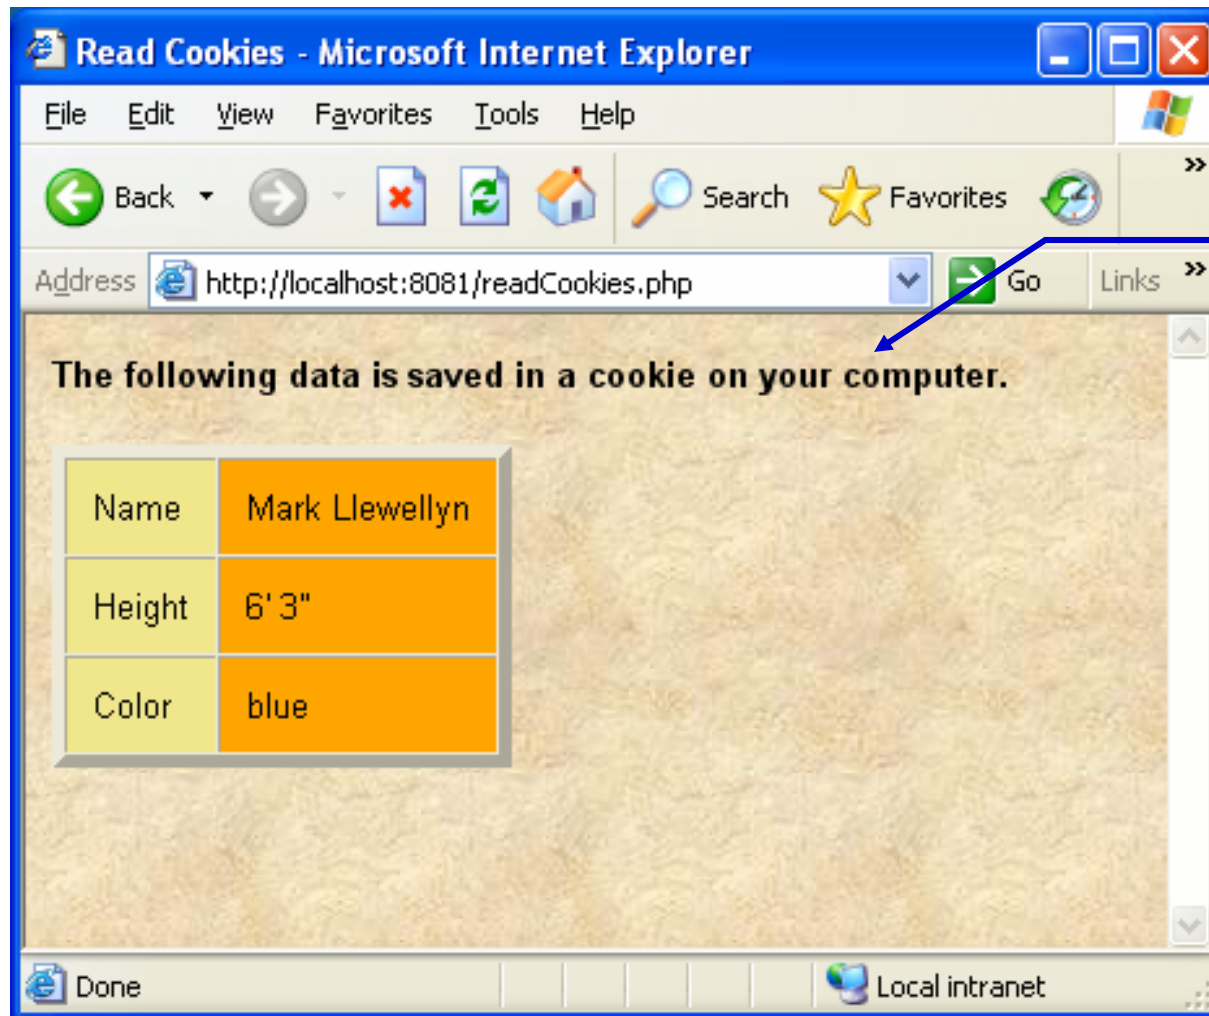 Read Cookies - Microsoft Internet Explorer
File Edit View Favorites Tools Help
Back Search Favorites »
Address http://localhost:8081/readCookies.php Go Links »
The following data is saved in a cookie on your computer.
Name Mark Llewellyn
Height 6' 3"
Color blue
Done Local intranet